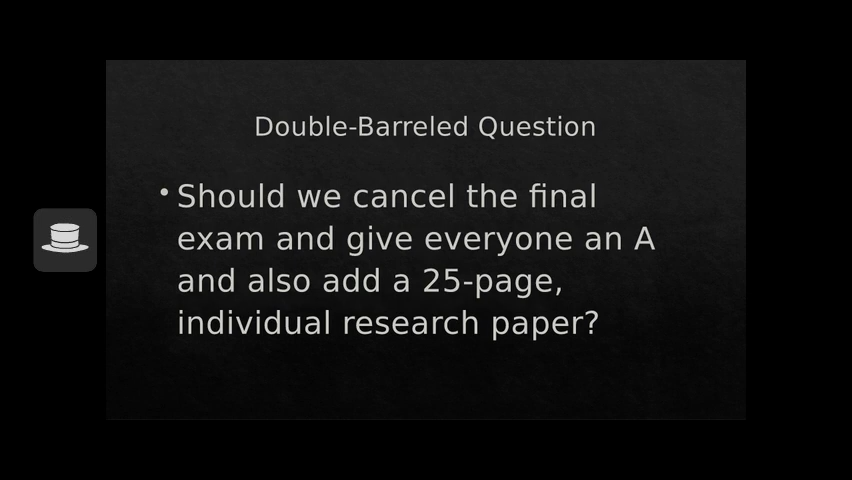 Double-Barreled Question
• Should we cancel the final
exam and give everyone an A
and also add a 25-page,
individual research paper?